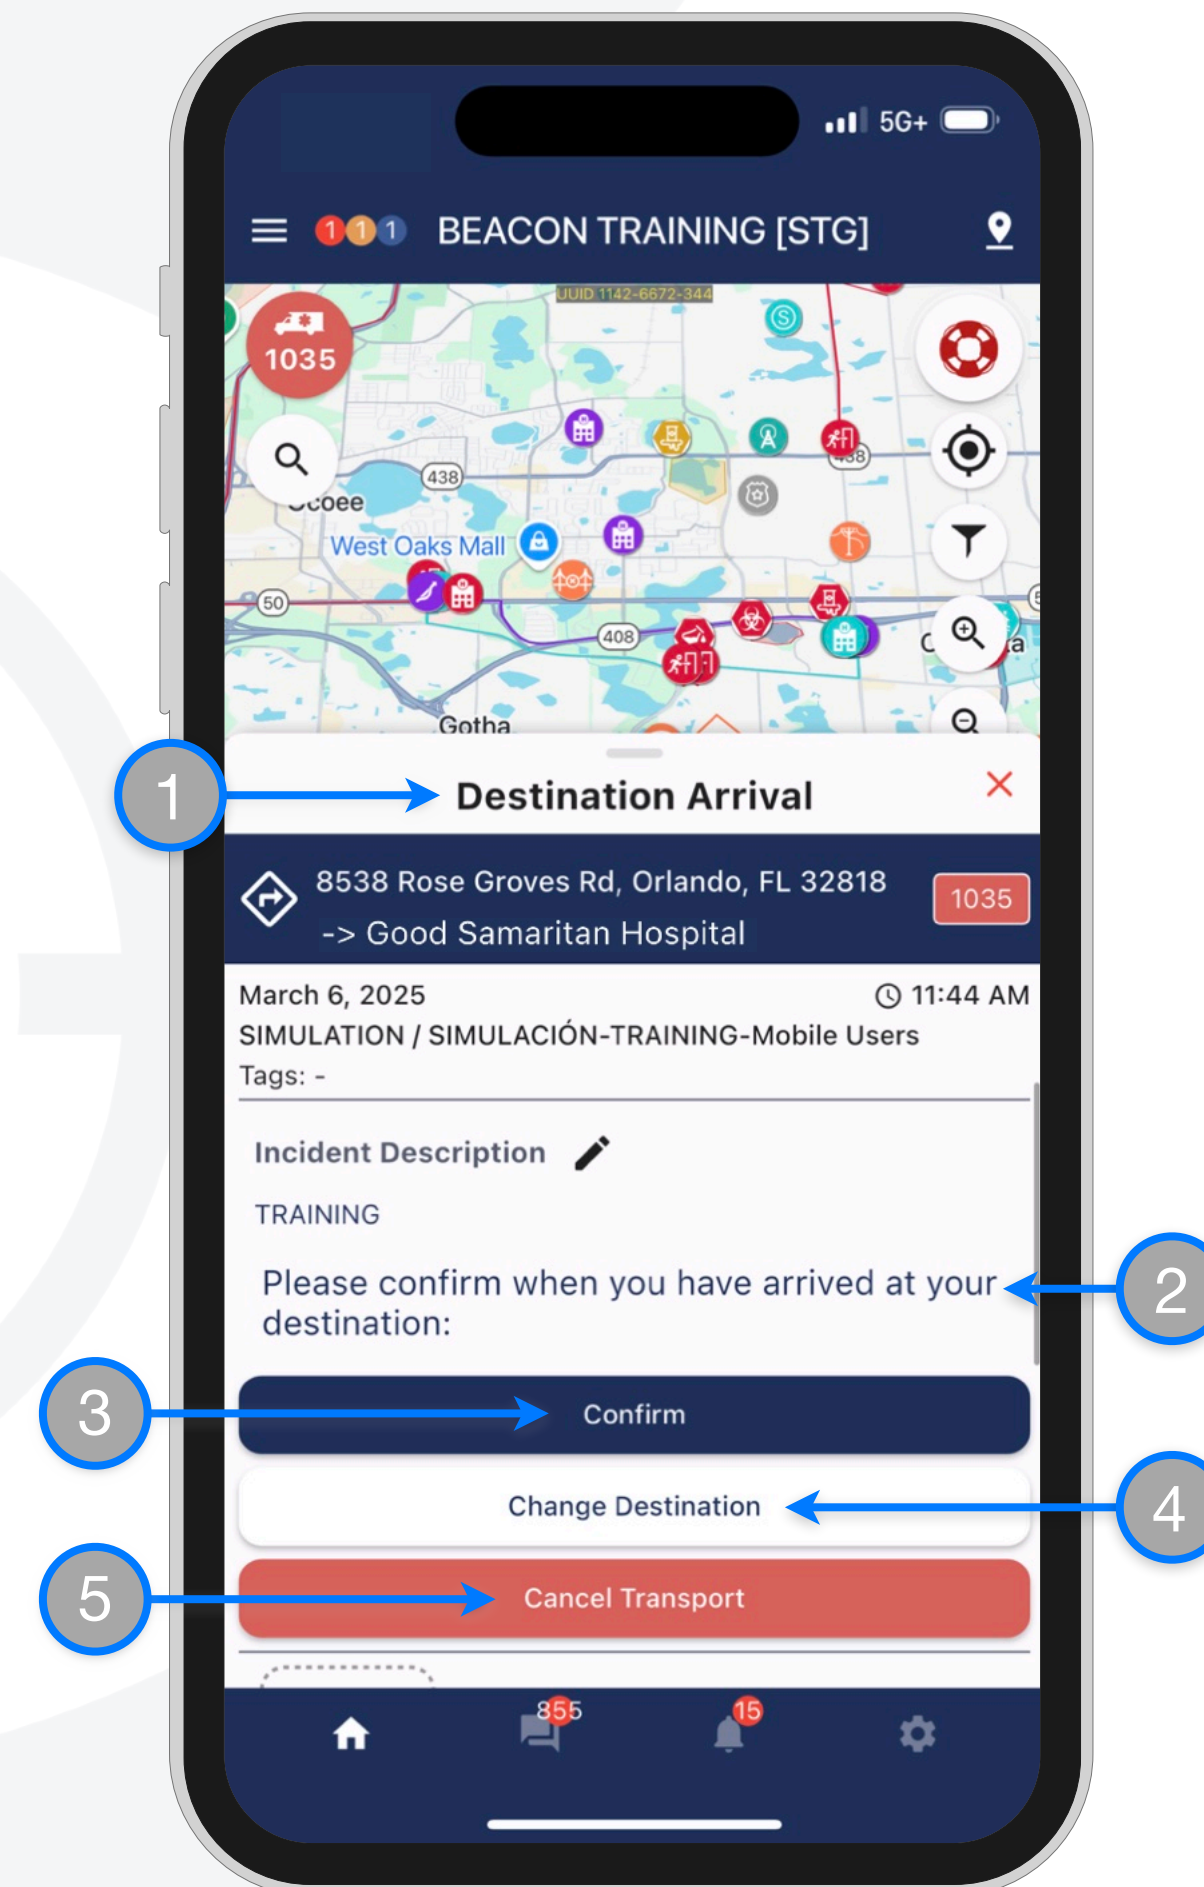 5G+
1 1 1 BEACON TRAINING [STG]
UUID 1142-6672-344
1035
S
438
438
Ocoee
West Oaks Mall
50
408
Gotha
1
Destination Arrival
8538 Rose Groves Rd, Orlando, FL 32818
1035
-> Good Samaritan Hospital
March 6, 2025
11:44 AM
SIMULATION / SIMULACIÓN-TRAINING-Mobile Users
Tags: -
Incident Description
TRAINING
Please confirm when you have arrived at your
destination:
2
3
Confirm
Change Destination
4
5
Cancel Transport
855
15